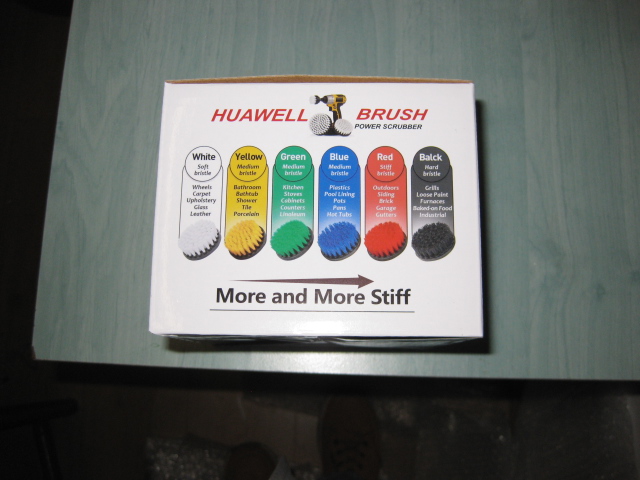 HUAWELL BRUSH
POWER SCRUBBER
White
Soft
bristle
Wheels
Carpet
Upholstery
Glass
Leather
Yellow
Medium
bristle
Bathroom
Bathtub
Shower
Tile
Porcelain
Green
Medium
bristle
Kitchen
Stoves
Cabinets
Counters
Linoleum
Blue
Medium
bristle
Plastics
Pool Lining
Pots
Pans
Hot Tubs
Red
Stiff
bristle
Outdoors
Siding
Brick
Garage
Gutters
Balck
Hard
bristle
Grills
Loose Paint
Furnaces
Baked-on Food
Industrial
More and More Stiff